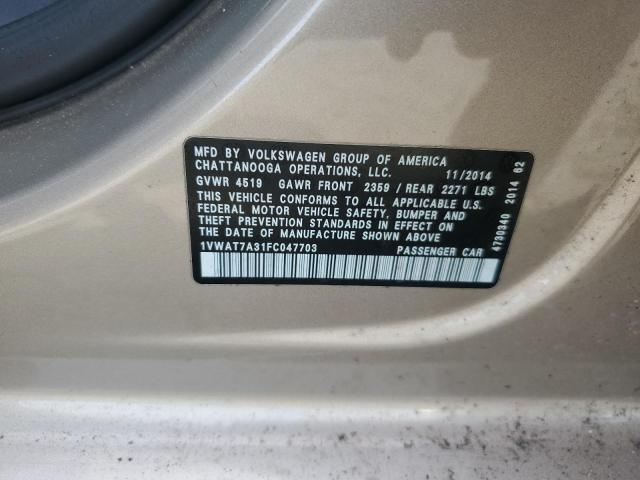 MFD BY VOLKSWAGEN GROUP OF AMERICA
CHATTANOOGA OPERATIONS, LLC. 11/2014
GVWR 4519 GAWR FRONT 2359 / REAR 2271 LBS
THIS VEHICLE CONFORMS TO ALL APPLICABLE U.S.
FEDERAL MOTOR VEHICLE SAFETY, BUMPER AND
THEFT PREVENTION STANDARDS IN EFFECT ON
THE DATE OF MANUFACTURE SHOWN ABOVE
1VWAT7A31FC047703 PASSENGER CAR
4730340 2014 62